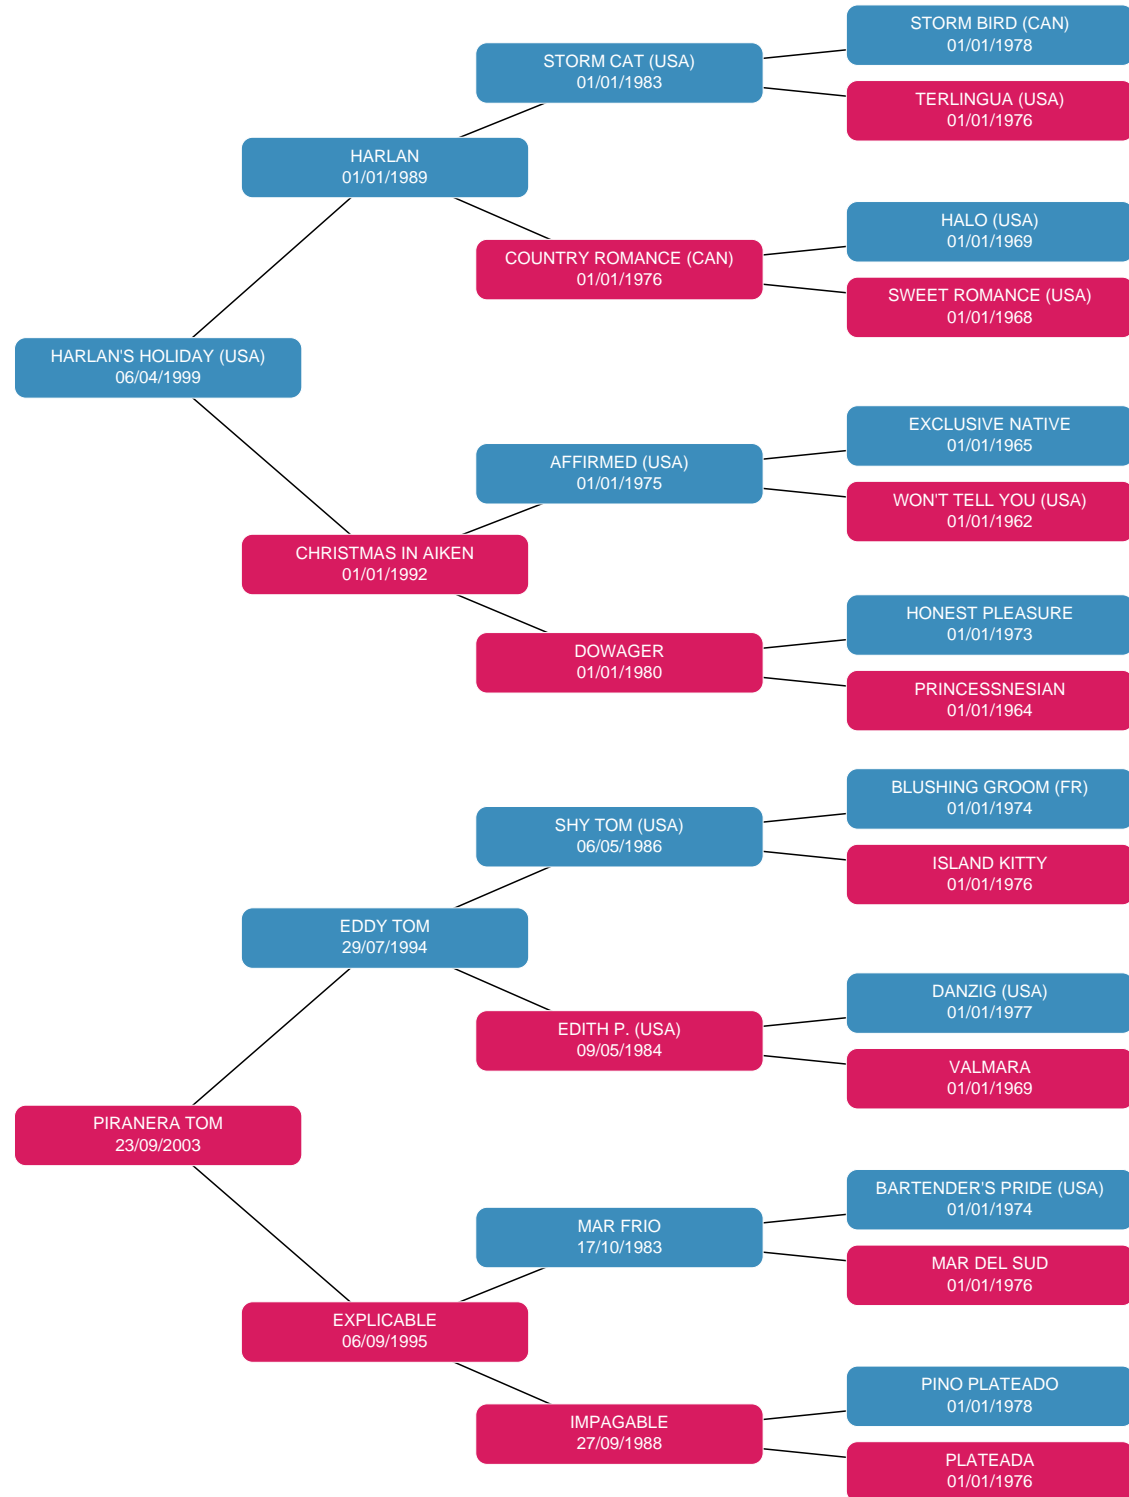 STORM BIRD (CAN)
01/01/1978
STORM CAT (USA)
01/01/1983
TERLINGUA (USA)
01/01/1976
HARLAN
01/01/1989
HALO (USA)
01/01/1969
COUNTRY ROMANCE (CAN)
01/01/1976
SWEET ROMANCE (USA)
01/01/1968
HARLAN'S HOLIDAY (USA)
06/04/1999
EXCLUSIVE NATIVE
01/01/1965
AFFIRMED (USA)
01/01/1975
WON'T TELL YOU (USA)
01/01/1962
CHRISTMAS IN AIKEN
01/01/1992
HONEST PLEASURE
01/01/1973
DOWAGER
01/01/1980
PRINCESSNESIAN
01/01/1964
BLUSHING GROOM (FR)
01/01/1974
SHY TOM (USA)
06/05/1986
ISLAND KITTY
01/01/1976
EDDY TOM
29/07/1994
DANZIG (USA)
01/01/1977
EDITH P. (USA)
09/05/1984
VALMARA
01/01/1969
PIRANERA TOM
23/09/2003
BARTENDER'S PRIDE (USA)
01/01/1974
MAR FRIO
17/10/1983
MAR DEL SUD
01/01/1976
EXPLICABLE
06/09/1995
PINO PLATEADO
01/01/1978
IMPAGABLE
27/09/1988
PLATEADA
01/01/1976